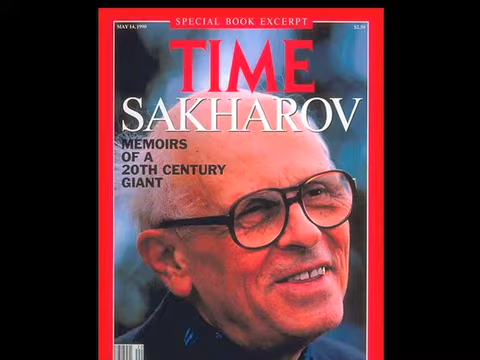 SPECIAL BOOK EXCERPT
MAY 14, 1990
$2.50
TIME
SAKHAROV
MEMOIRS
OF A
20TH CENTURY
GIANT